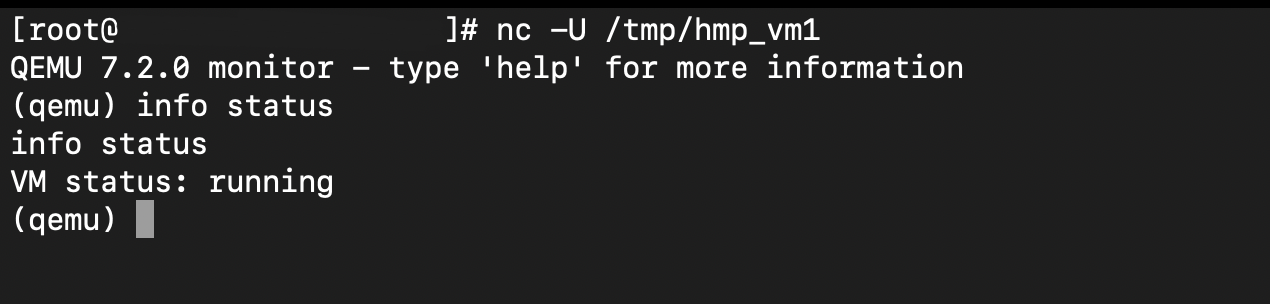 [root@ ]# nc -U /tmp/hmp_vm1
QEMU 7.2.0 monitor - type 'help' for more information
(qemu) info status
info status
VM status: running
(qemu)